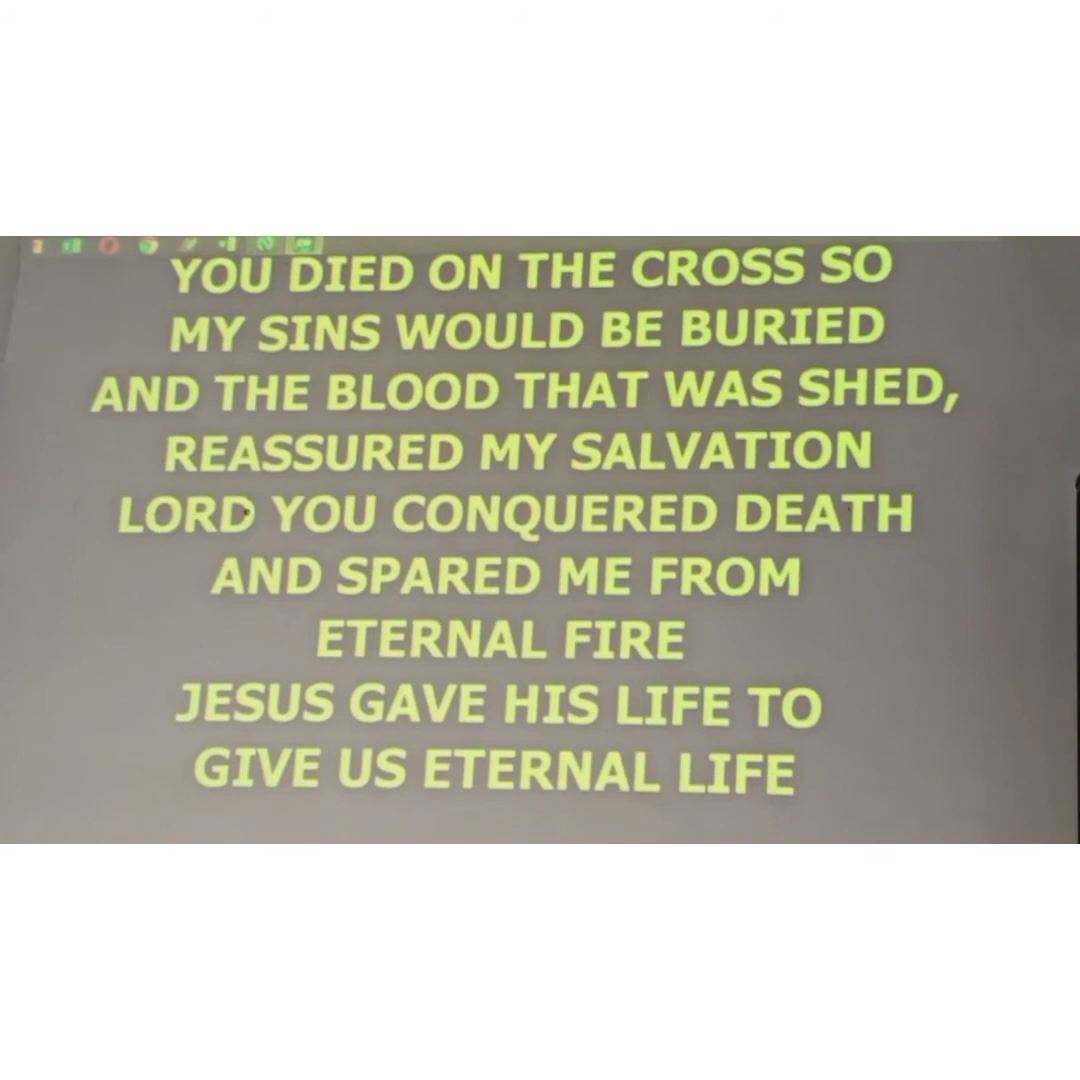 YOU DIED ON THE CROSS SO
MY SINS WOULD BE BURIED
AND THE BLOOD THAT WAS SHED,
REASSURED MY SALVATION
LORD YOU CONQUERED DEATH
AND SPARED ME FROM
ETERNAL FIRE
JESUS GAVE HIS LIFE TO
GIVE US ETERNAL LIFE